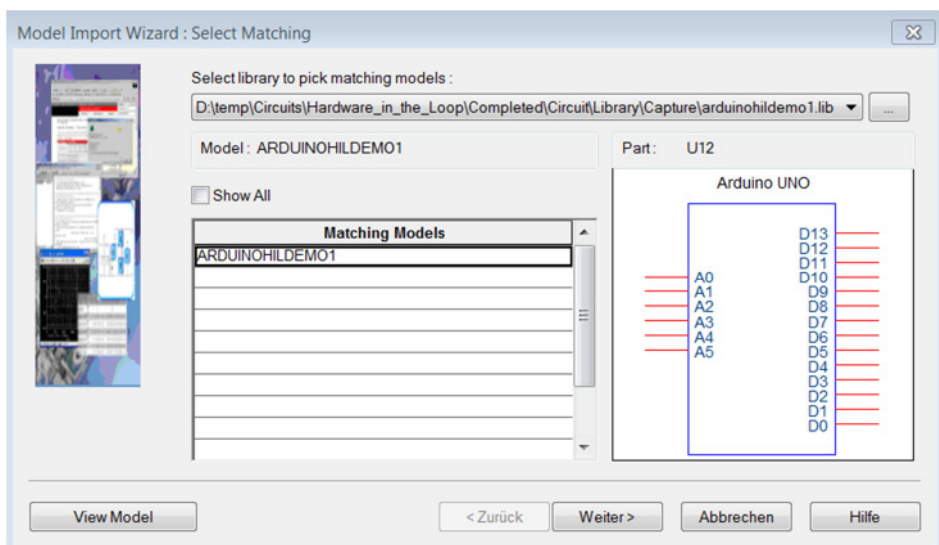 Model Import Wizard : Select Matching
Select library to pick matching models :
D:\temp\Circuits\Hardware_in_the_Loop\Completed\Circuit\Library\Capture\arduinohildemo1.lib
...
Model : ARDUINOHILDEMO1
Part : U12
Show All
Matching Models
ARDUINOHILDEMO1
Arduino UNO
D13
D12
D11
A0 D10
A1 D9
A2 D8
A3 D7
A4 D6
A5 D5
D4
D3
D2
D1
D0
View Model
< Zurück
Weiter >
Abbrechen
Hilfe